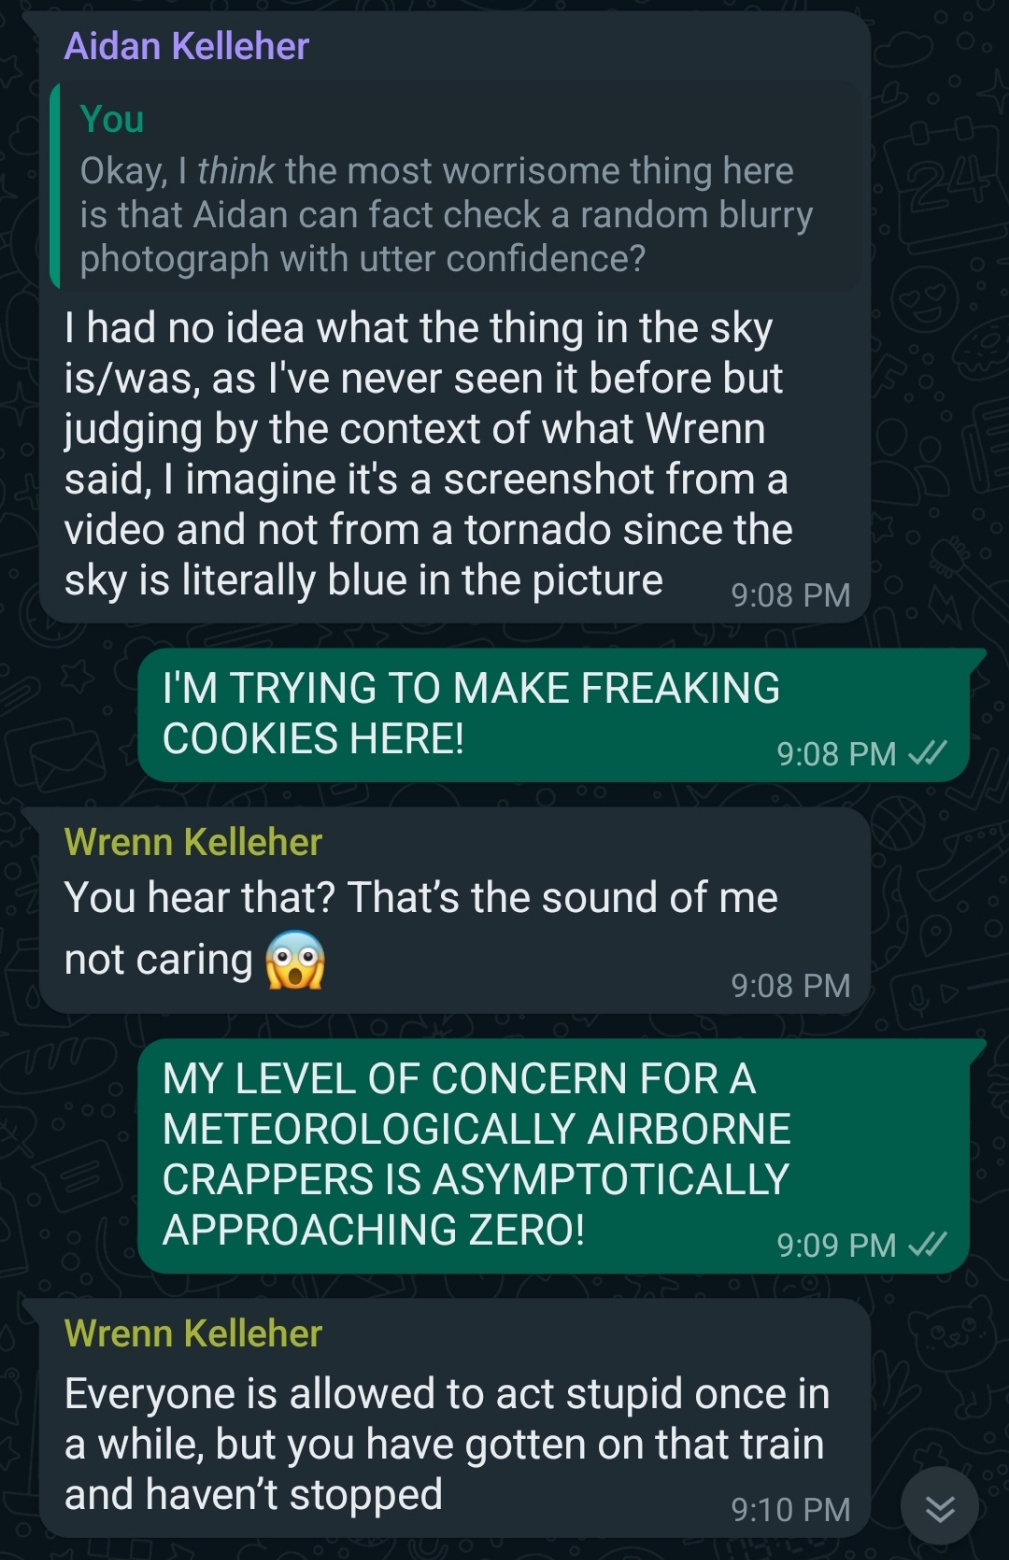 Aidan Kelleher
You
Okay, I think the most worrisome thing here
is that Aidan can fact check a random blurry
photograph with utter confidence?
I had no idea what the thing in the sky
is/was, as I've never seen it before but
judging by the context of what Wrenn
said, I imagine it's a screenshot from a
video and not from a tornado since the
sky is literally blue in the picture
9:08 PM
I'M TRYING TO MAKE FREAKING
COOKIES HERE!
9:08 PM
Wrenn Kelleher
You hear that? That’s the sound of me
not caring 😱
9:08 PM
MY LEVEL OF CONCERN FOR A
METEOROLOGICALLY AIRBORNE
CRAPPERS IS ASYMPTOTICALLY
APPROACHING ZERO!
9:09 PM
Wrenn Kelleher
Everyone is allowed to act stupid once in
a while, but you have gotten on that train
and haven’t stopped
9:10 PM